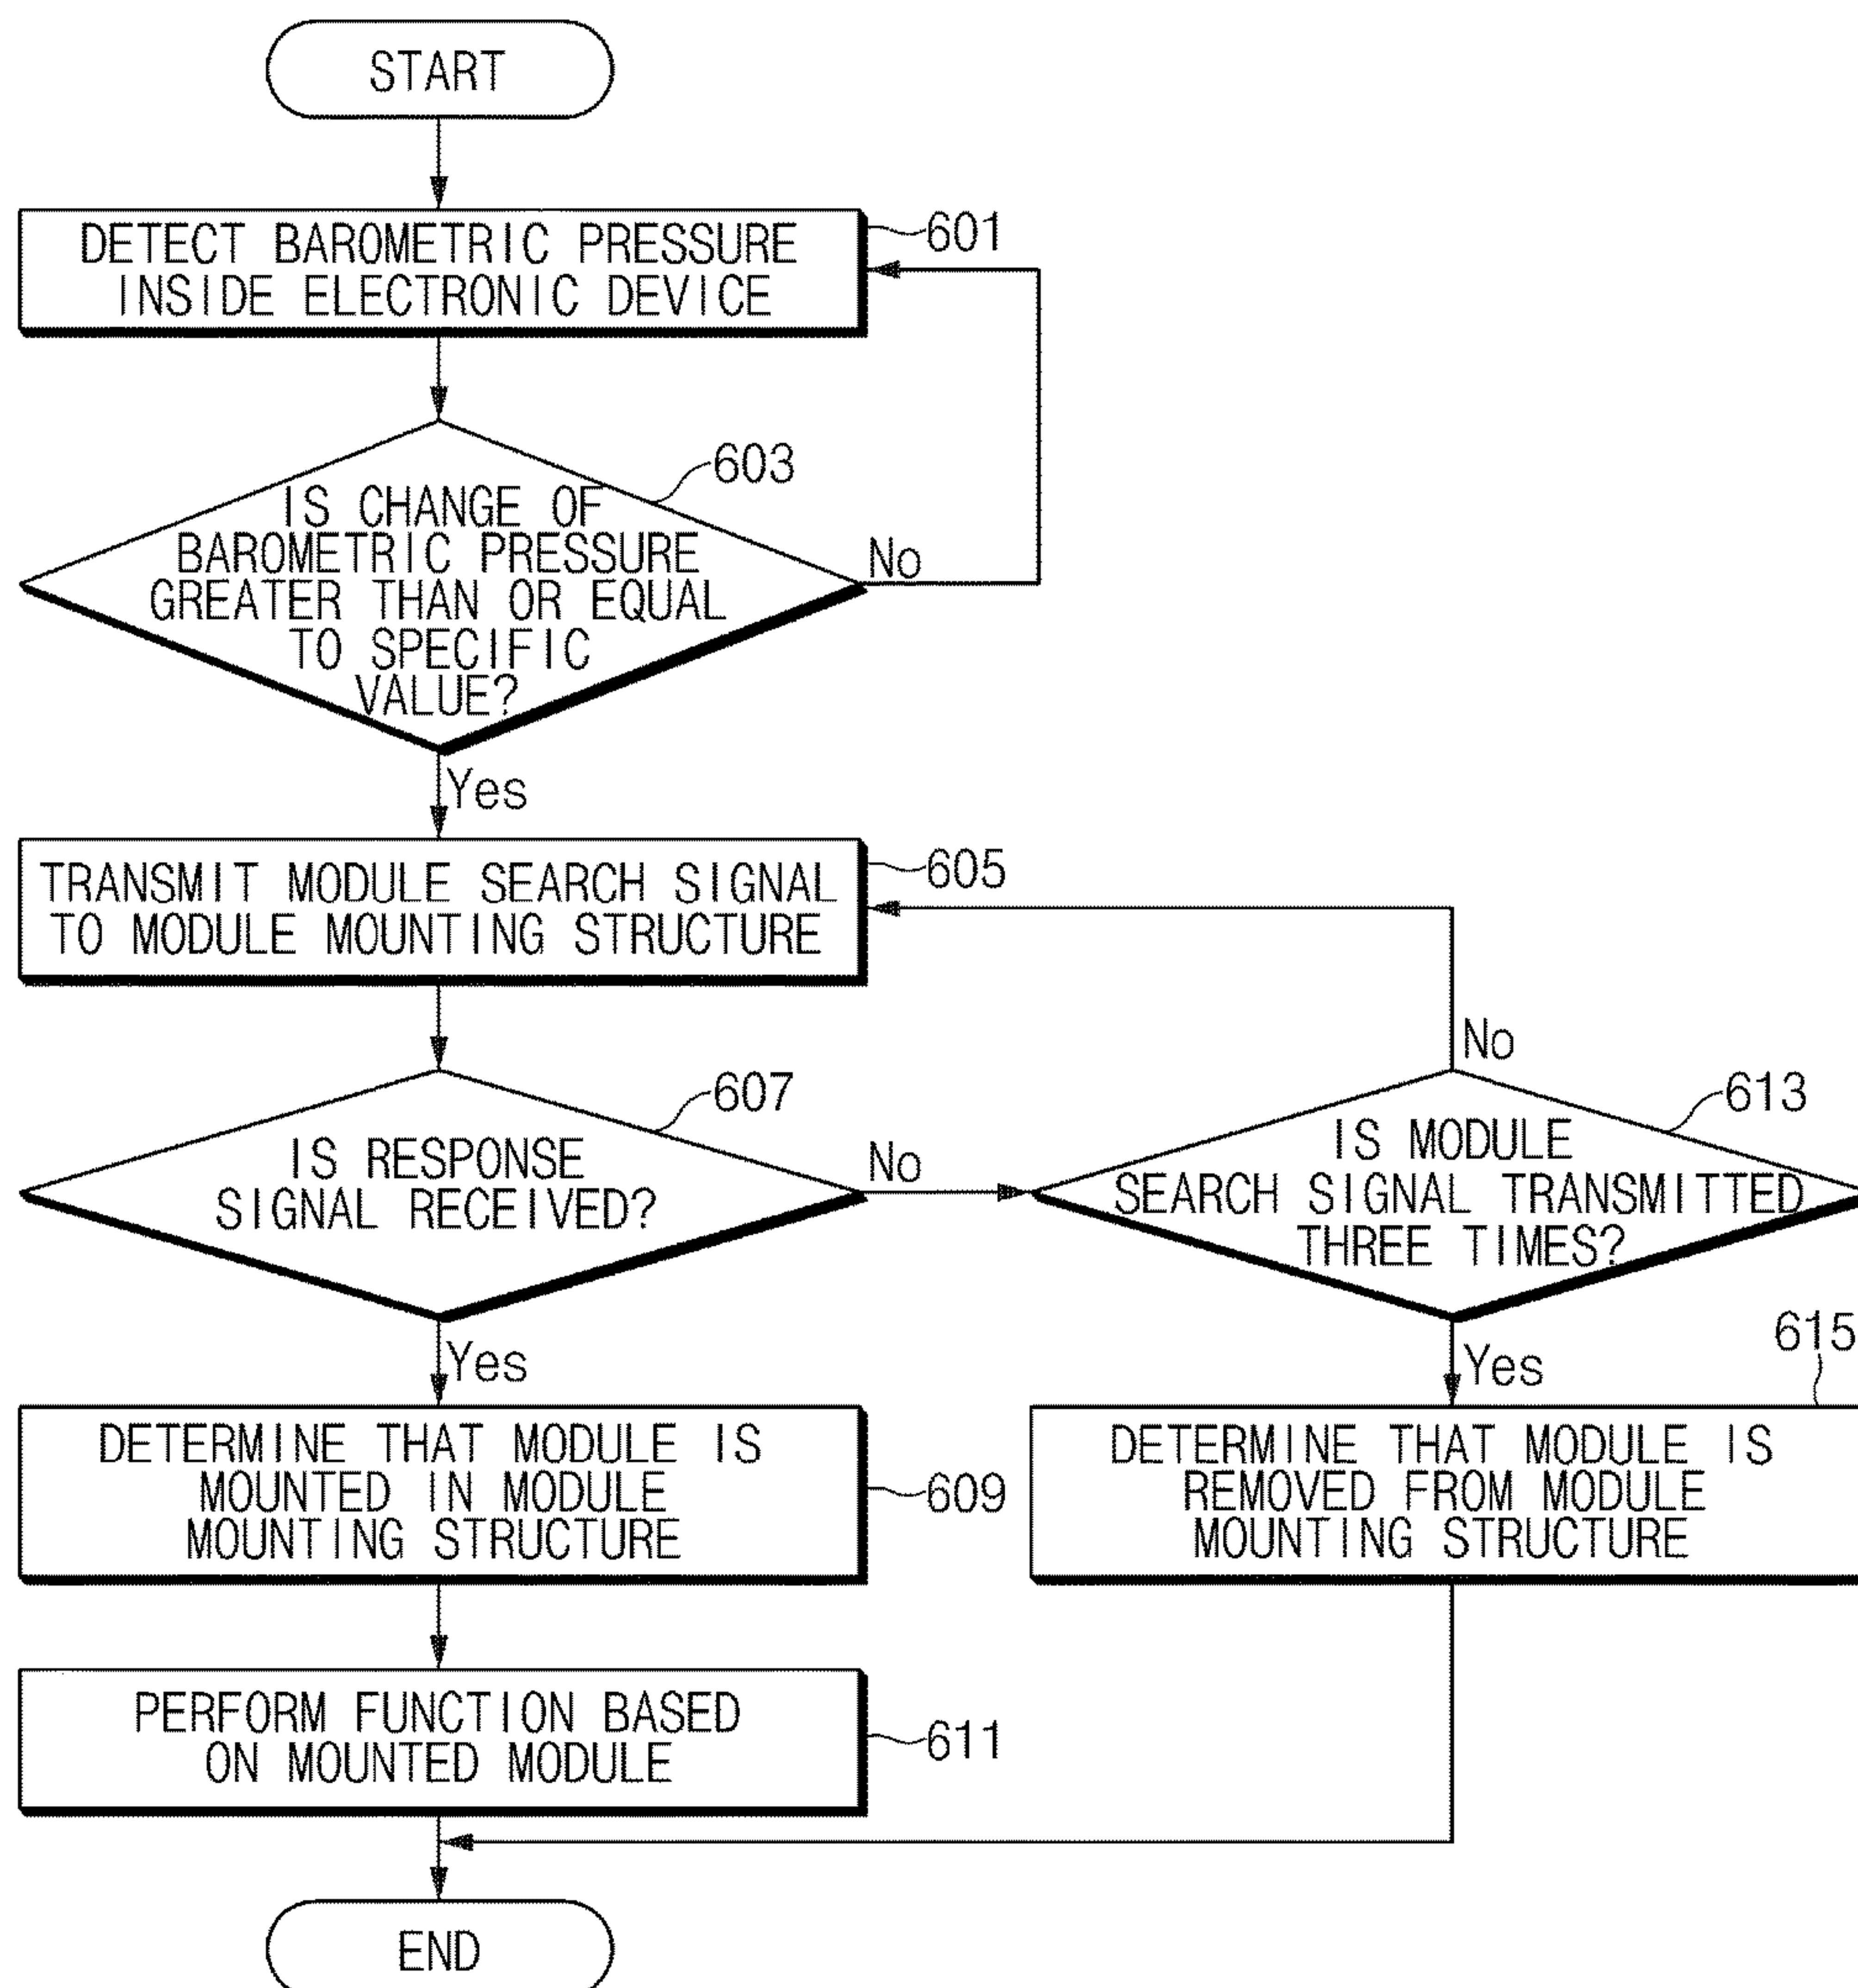 START
DETECT BAROMETRIC PRESSURE
INSIDE ELECTRONIC DEVICE
601
603
IS CHANGE OF
BAROMETRIC PRESSURE
GREATER THAN OR EQUAL
TO SPECIFIC
VALUE?
No
Yes
TRANSMIT MODULE SEARCH SIGNAL
TO MODULE MOUNTING STRUCTURE
605
607
IS RESPONSE
SIGNAL RECEIVED?
No
Yes
No
613
IS MODULE
SEARCH SIGNAL TRANSMITTED
THREE TIMES?
Yes
615
DETERMINE THAT MODULE IS
MOUNTED IN MODULE
MOUNTING STRUCTURE
609
DETERMINE THAT MODULE IS
REMOVED FROM MODULE
MOUNTING STRUCTURE
PERFORM FUNCTION BASED
ON MOUNTED MODULE
611
END